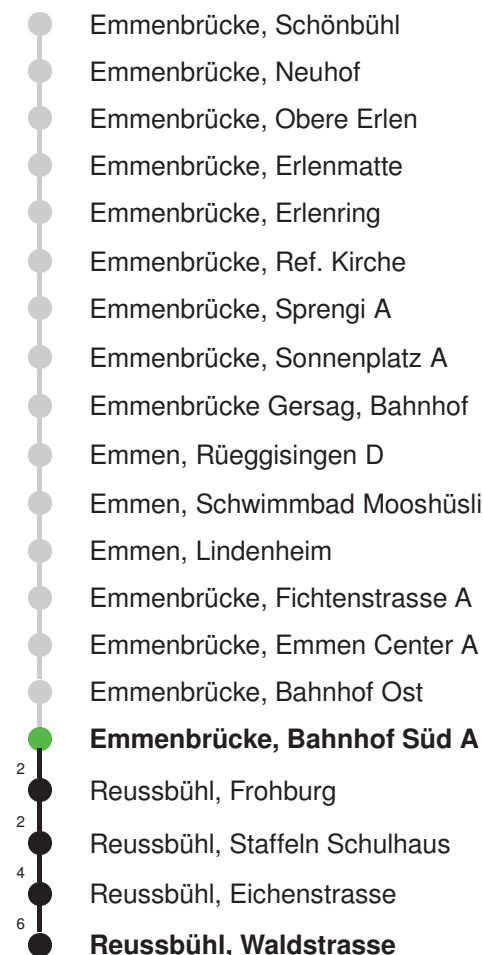 Emmenbrücke, Schönbühl
Emmenbrücke, Neuhof
Emmenbrücke, Obere Erlen
Emmenbrücke, Erlenmatte
Emmenbrücke, Erlenring
Emmenbrücke, Ref. Kirche
Emmenbrücke, Sprengi A
Emmenbrücke, Sonnenplatz A
Emmenbrücke Gersag, Bahnhof
Emmen, Rüeggisingen D
Emmen, Schwimmbad Mooshüsli
Emmen, Lindenheim
Emmenbrücke, Fichtenstrasse A
Emmenbrücke, Emmen Center A
Emmenbrücke, Bahnhof Ost
Emmenbrücke, Bahnhof Süd A
2 Reussbühl, Frohburg
2 Reussbühl, Staffeln Schulhaus
4 Reussbühl, Eichenstrasse
6 Reussbühl, Waldstrasse